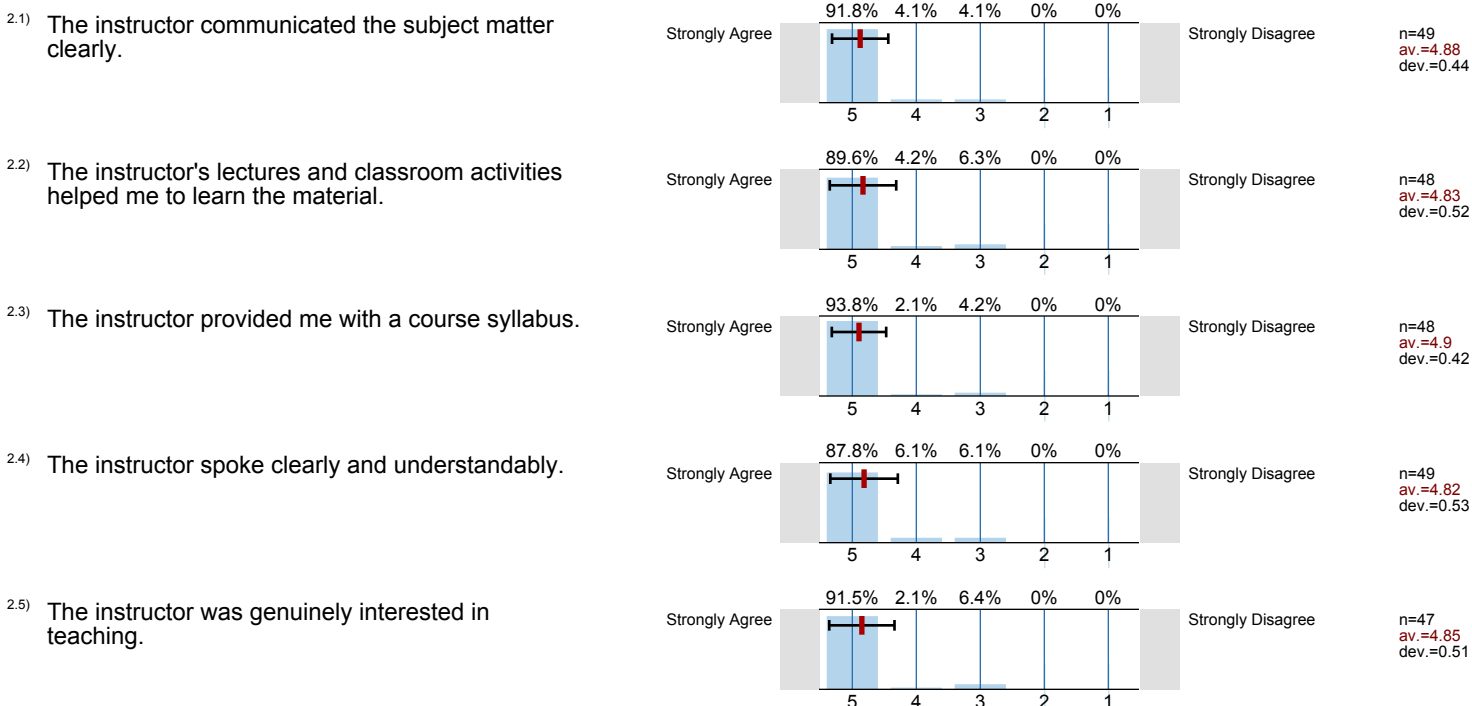 2.1) The instructor communicated the subject matter
clearly.
91.8% 4.1% 4.1% 0% 0%
Strongly Agree
Strongly Disagree
n=49
av.=4.88
dev.=0.44
5 4 3 2 1
2.2) The instructor's lectures and classroom activities
helped me to learn the material.
89.6% 4.2% 6.3% 0% 0%
Strongly Agree
Strongly Disagree
n=48
av.=4.83
dev.=0.52
5 4 3 2 1
2.3) The instructor provided me with a course syllabus.
93.8% 2.1% 4.2% 0% 0%
Strongly Agree
Strongly Disagree
n=48
av.=4.9
dev.=0.42
5 4 3 2 1
2.4) The instructor spoke clearly and understandably.
87.8% 6.1% 6.1% 0% 0%
Strongly Agree
Strongly Disagree
n=49
av.=4.82
dev.=0.53
5 4 3 2 1
2.5) The instructor was genuinely interested in
teaching.
91.5% 2.1% 6.4% 0% 0%
Strongly Agree
Strongly Disagree
n=47
av.=4.85
dev.=0.51
5 4 3 2 1